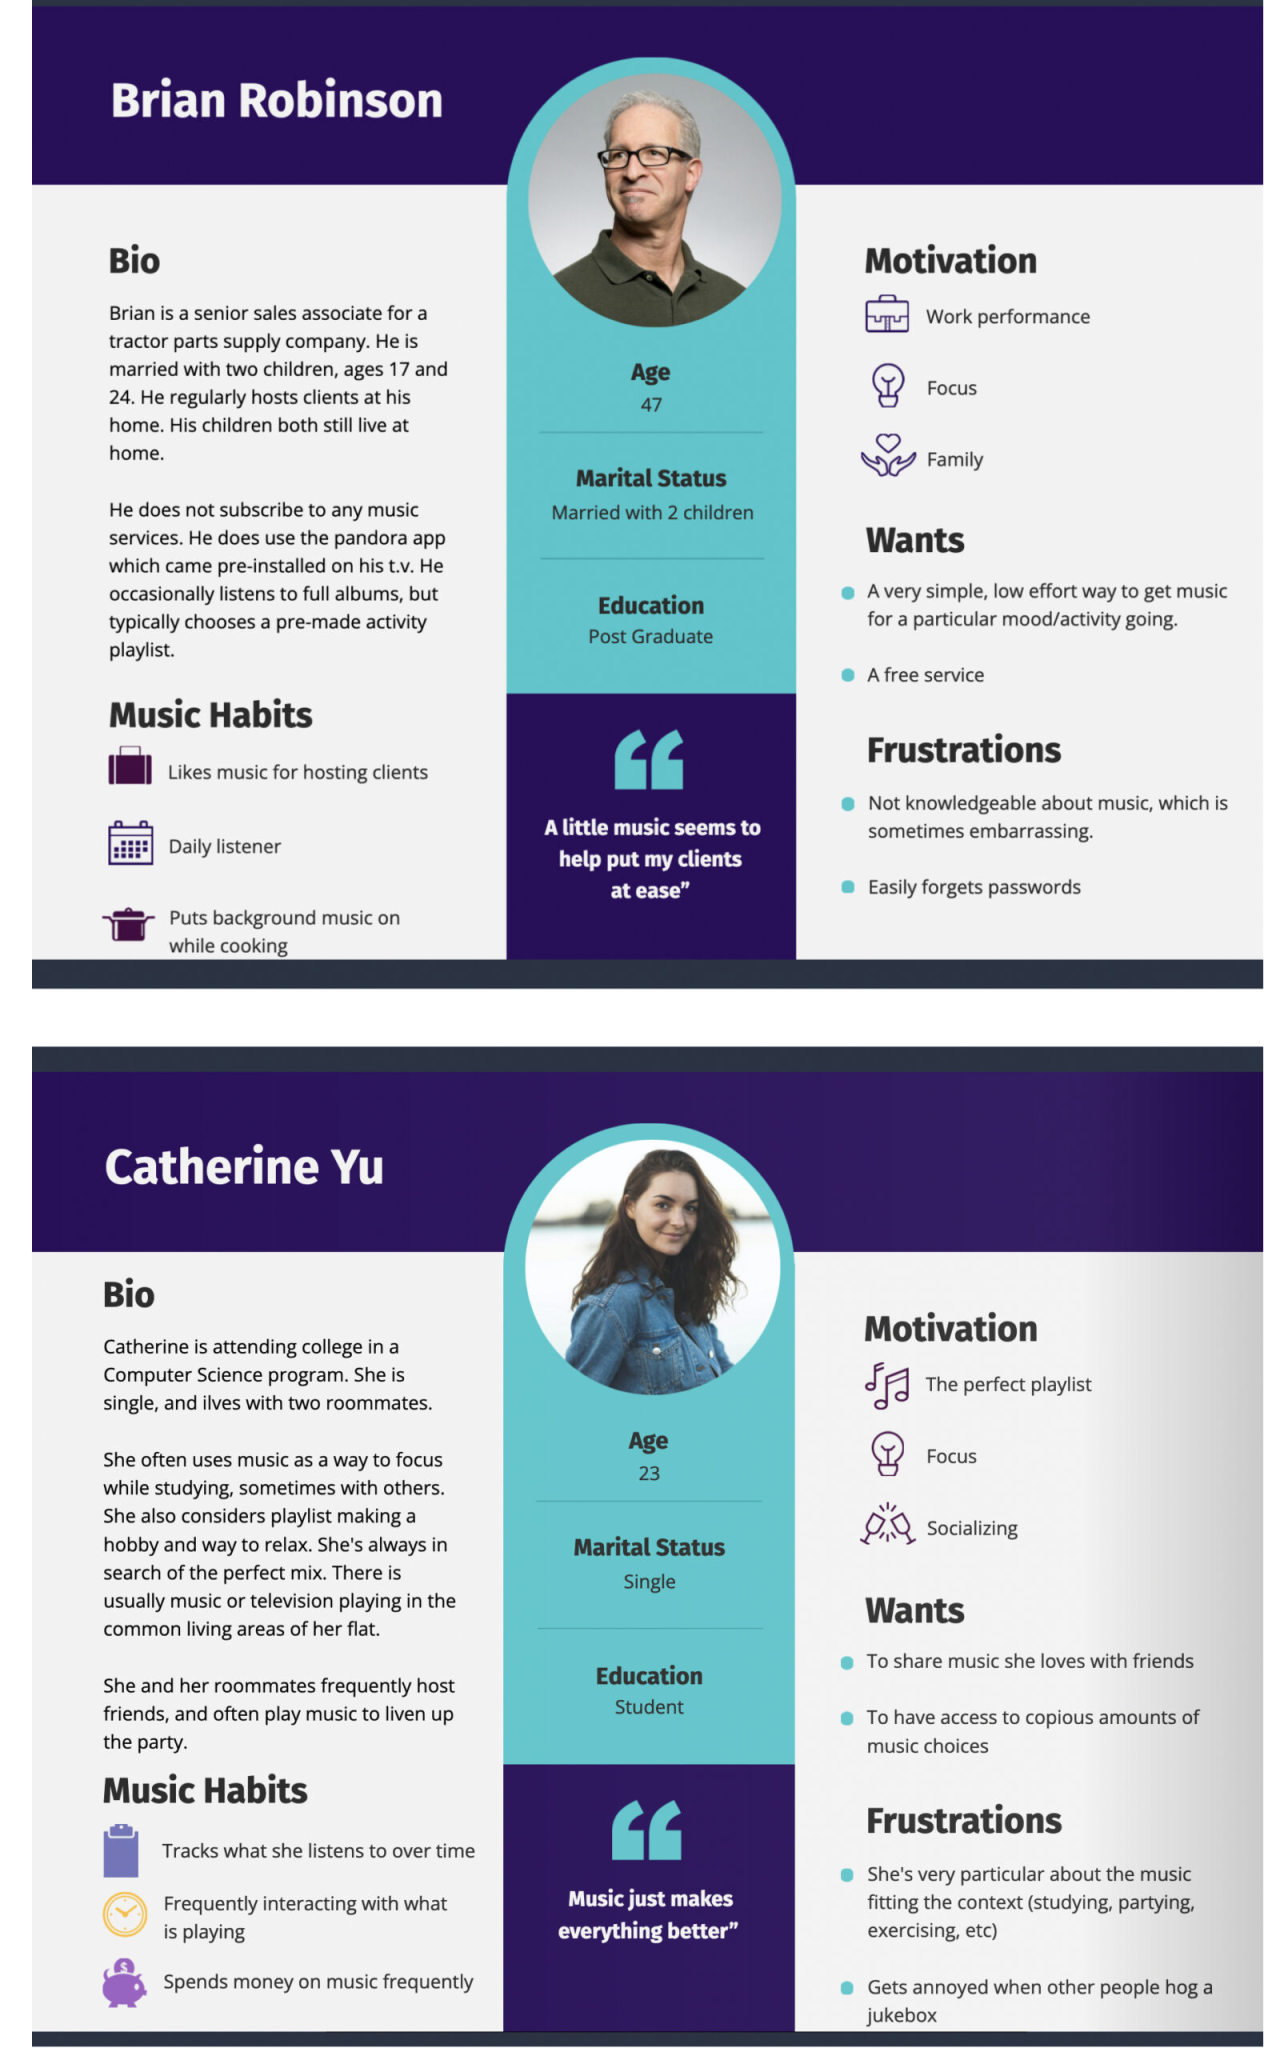 Brian Robinson
Bio
Brian is a senior sales associate for a
tractor parts supply company. He is
married with two children, ages 17 and
24. He regularly hosts clients at his
home. His children both still live at
home.
He does not subscribe to any music
services. He does use the pandora app
which came pre-installed on his t.v. He
occasionally listens to full albums, but
typically chooses a pre-made activity
playlist.
Music Habits
Likes music for hosting clients
Daily listener
Puts background music on
while cooking
Age
47
Marital Status
Married with 2 children
Education
Post Graduate
“
A little music seems to
help put my clients
at ease”
Motivation
Work performance
Focus
Family
Wants
A very simple, low effort way to get music
for a particular mood/activity going.
A free service
Frustrations
Not knowledgeable about music, which is
sometimes embarrassing.
Easily forgets passwords
Catherine Yu
Bio
Catherine is attending college in a
Computer Science program. She is
single, and ilves with two roommates.
She often uses music as a way to focus
while studying, sometimes with others.
She also considers playlist making a
hobby and way to relax. She's always in
search of the perfect mix. There is
usually music or television playing in the
common living areas of her flat.
She and her roommates frequently host
friends, and often play music to liven up
the party.
Music Habits
Tracks what she listens to over time
Frequently interacting with what
is playing
$
Spends money on music frequently
Age
23
Marital Status
Single
Education
Student
“
Music just makes
everything better”
Motivation
The perfect playlist
Focus
Socializing
Wants
To share music she loves with friends
To have access to copious amounts of
music choices
Frustrations
She's very particular about the music
fitting the context (studying, partying,
exercising, etc)
Gets annoyed when other people hog a
jukebox